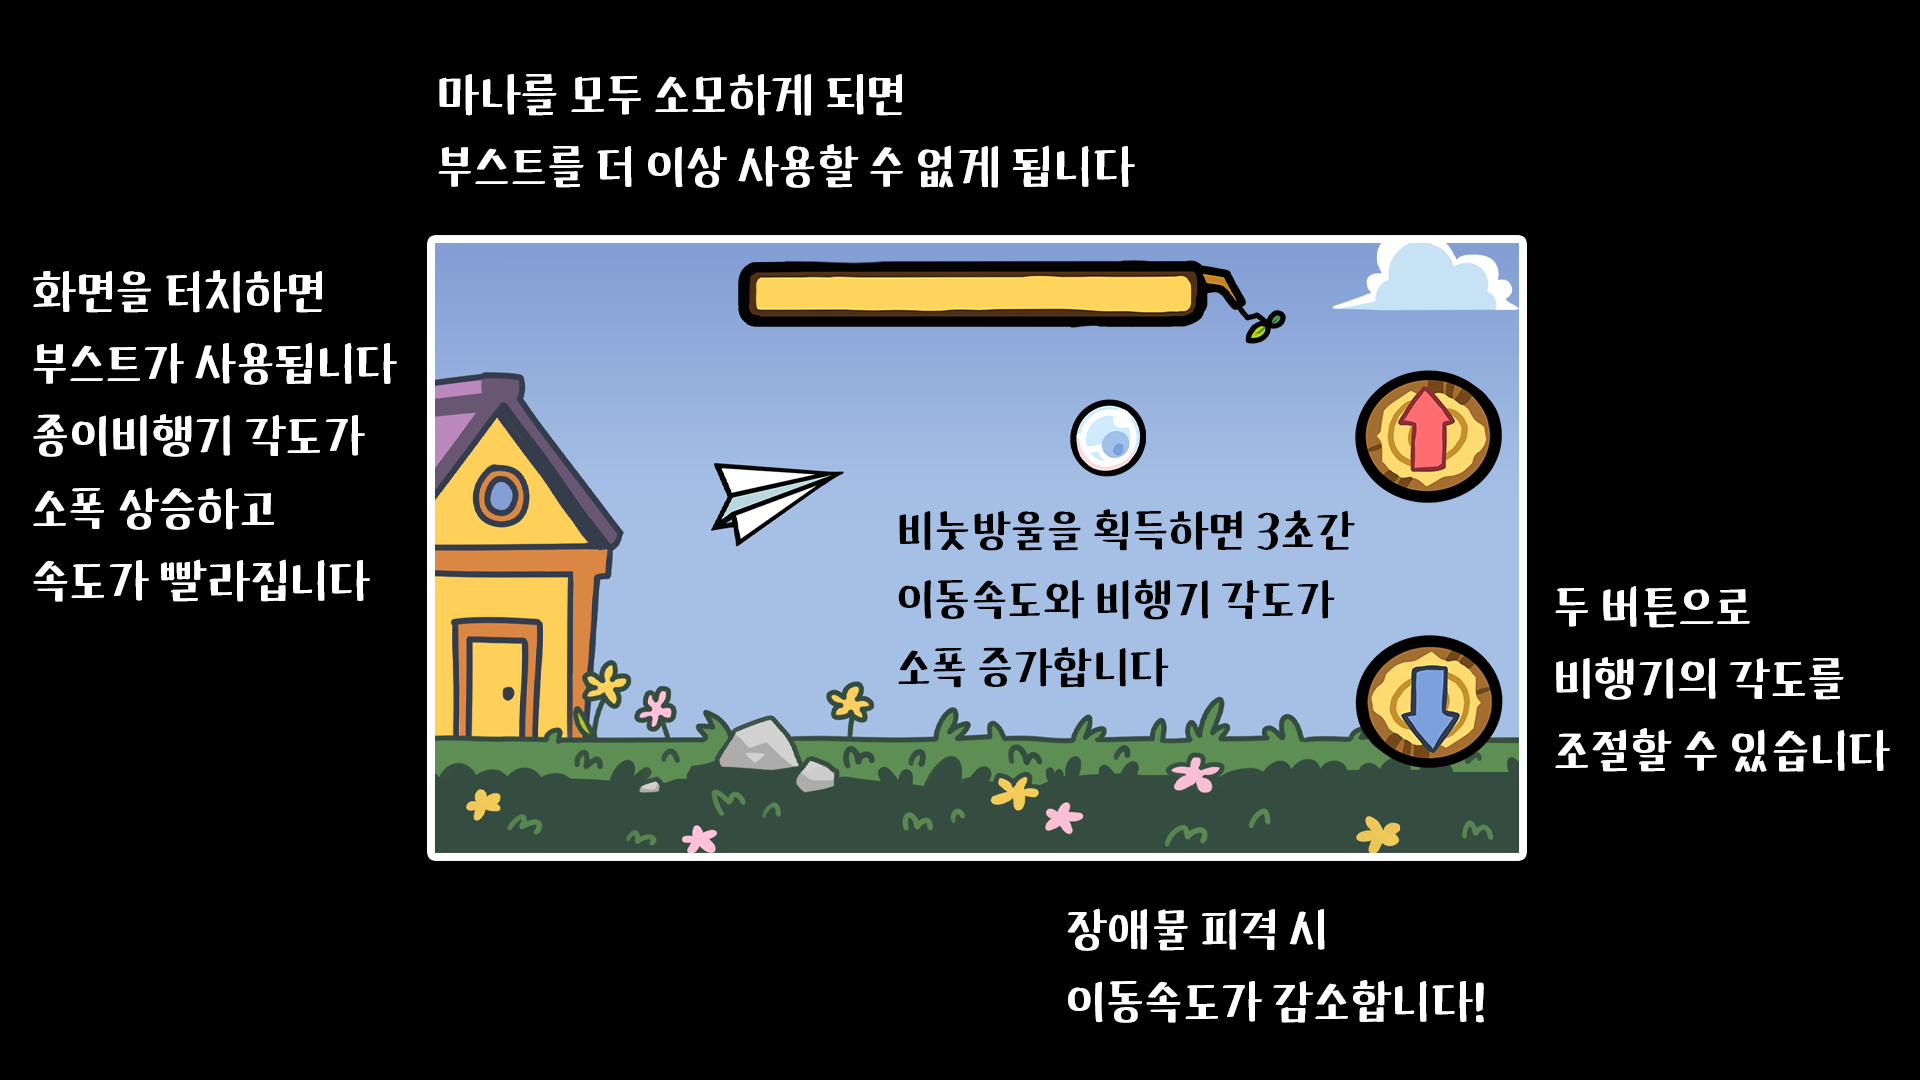 마나를 모두 소모하게 되면
부스트를 더 이상 사용할 수 없게 됩니다
화면을 터치하면
부스트가 사용됩니다
종이비행기 각도가
소폭 상승하고
속도가 빨라집니다
비눗방울을 획득하면 3초간
이동속도와 비행기 각도가
소폭 증가합니다
두 버튼으로
비행기의 각도를
조절할 수 있습니다
장애물 피격 시
이동속도가 감소합니다!